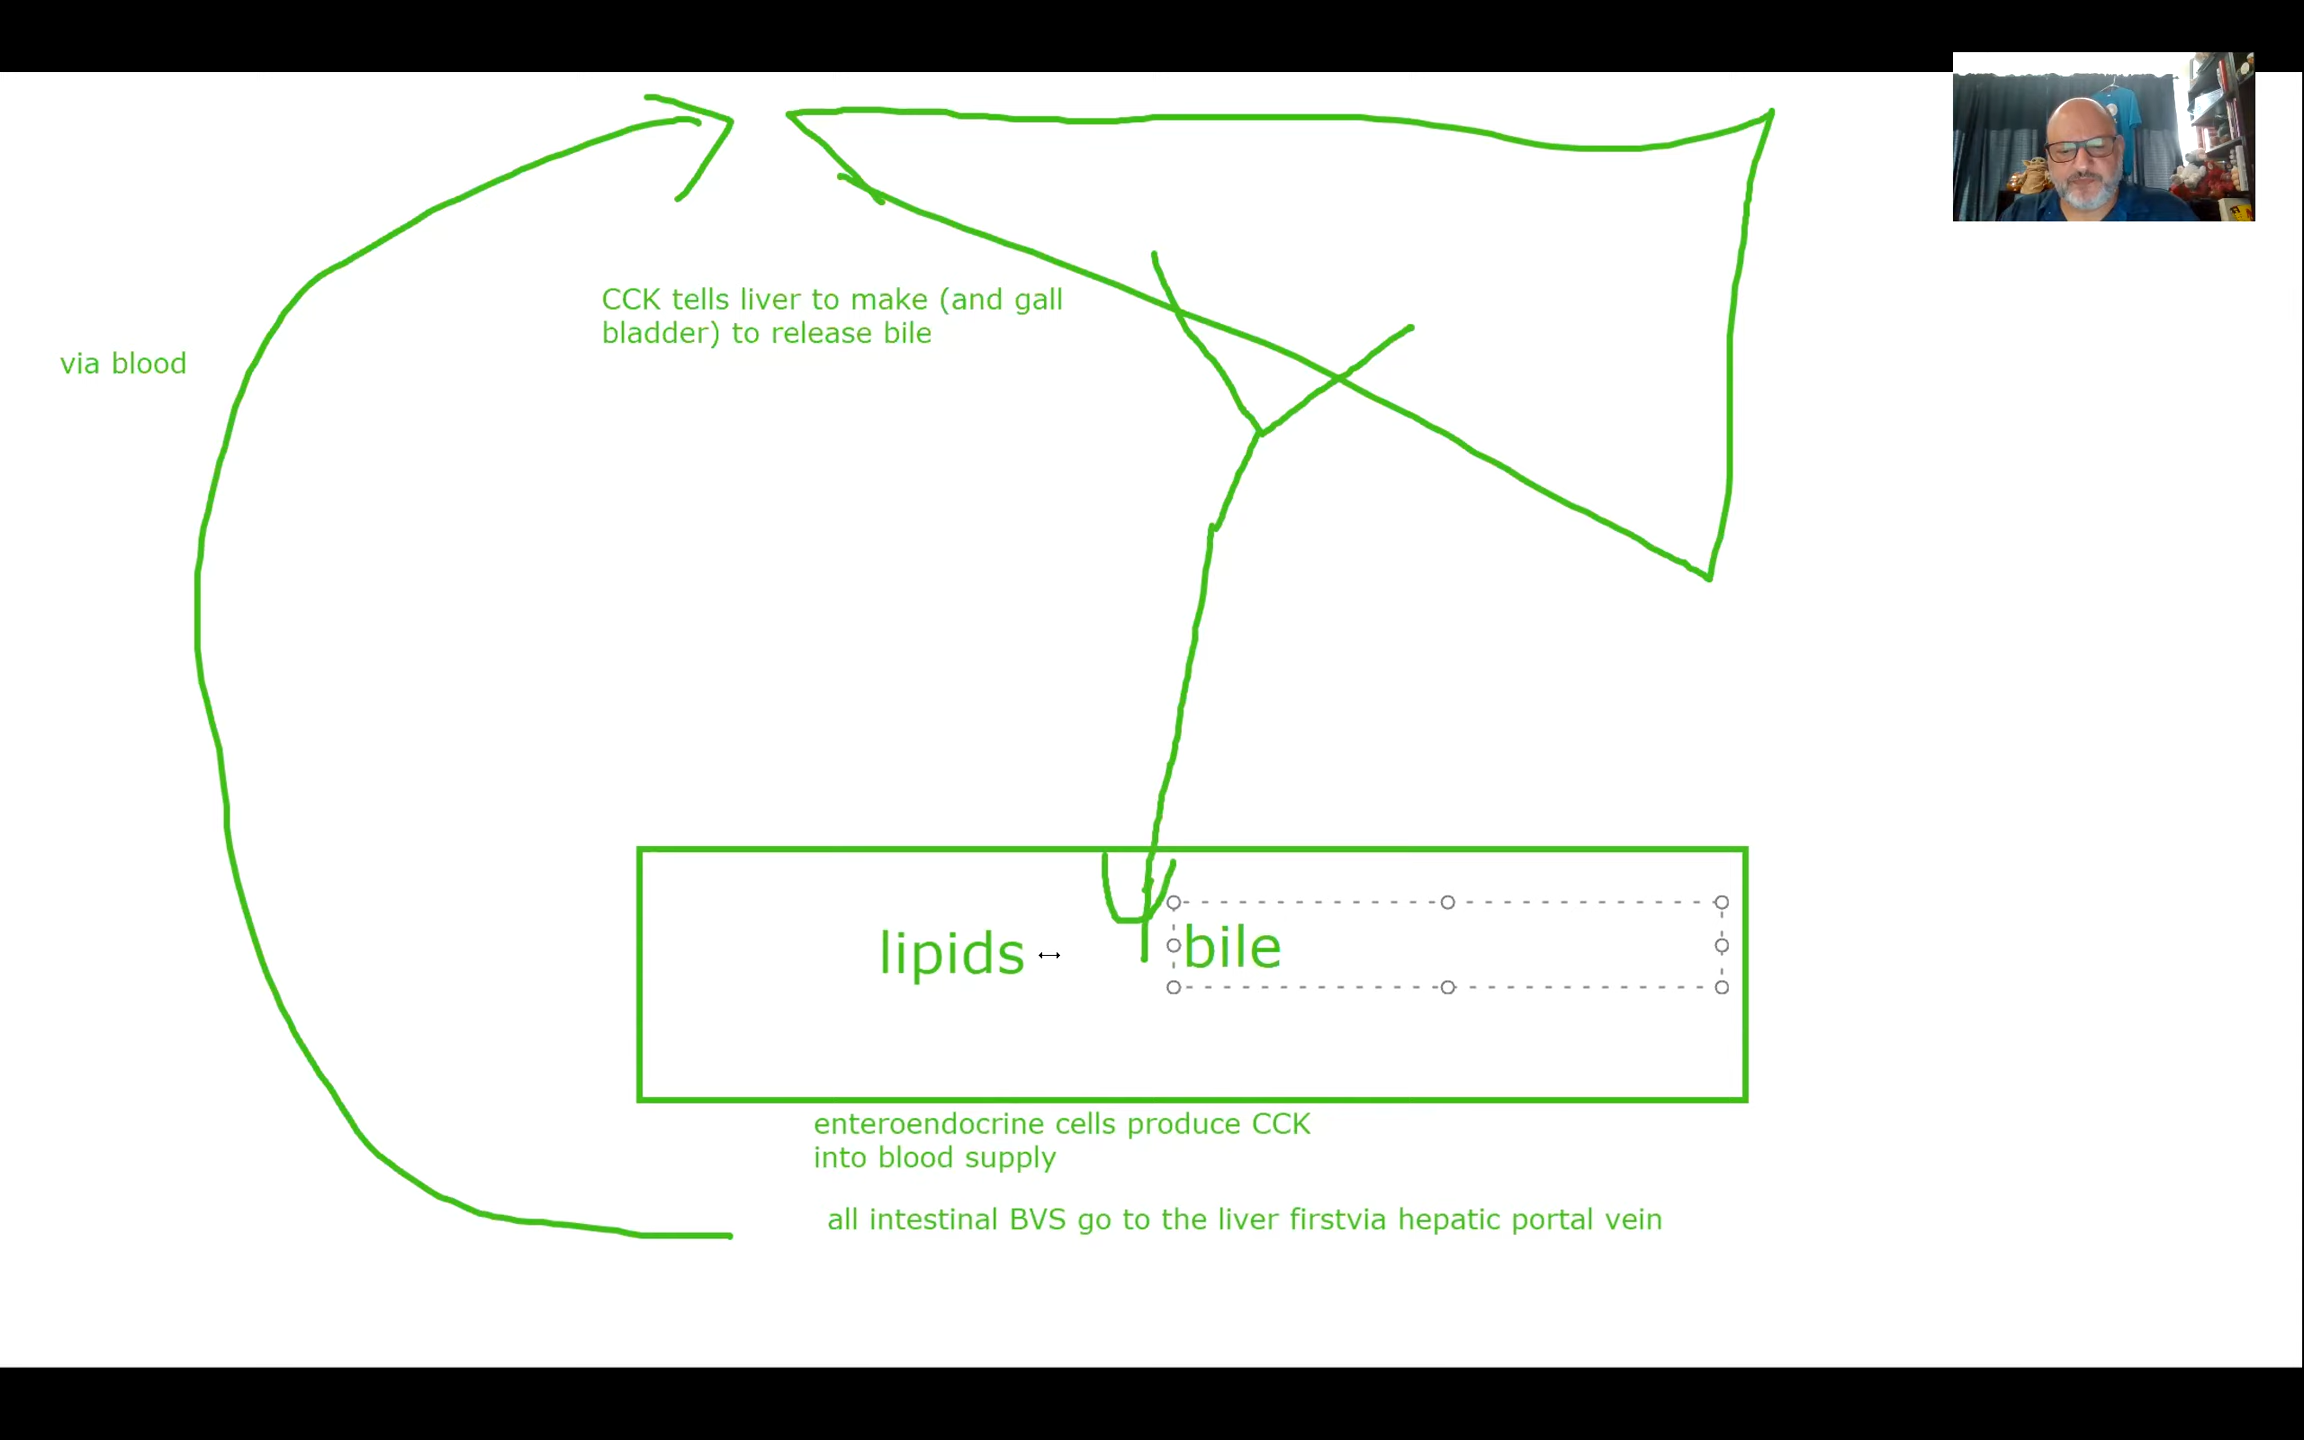 CCK tells liver to make (and gall
bladder) to release bile
via blood
lipids
bile
enteroendocrine cells produce CCK
into blood supply
all intestinal BVS go to the liver firstvia hepatic portal vein